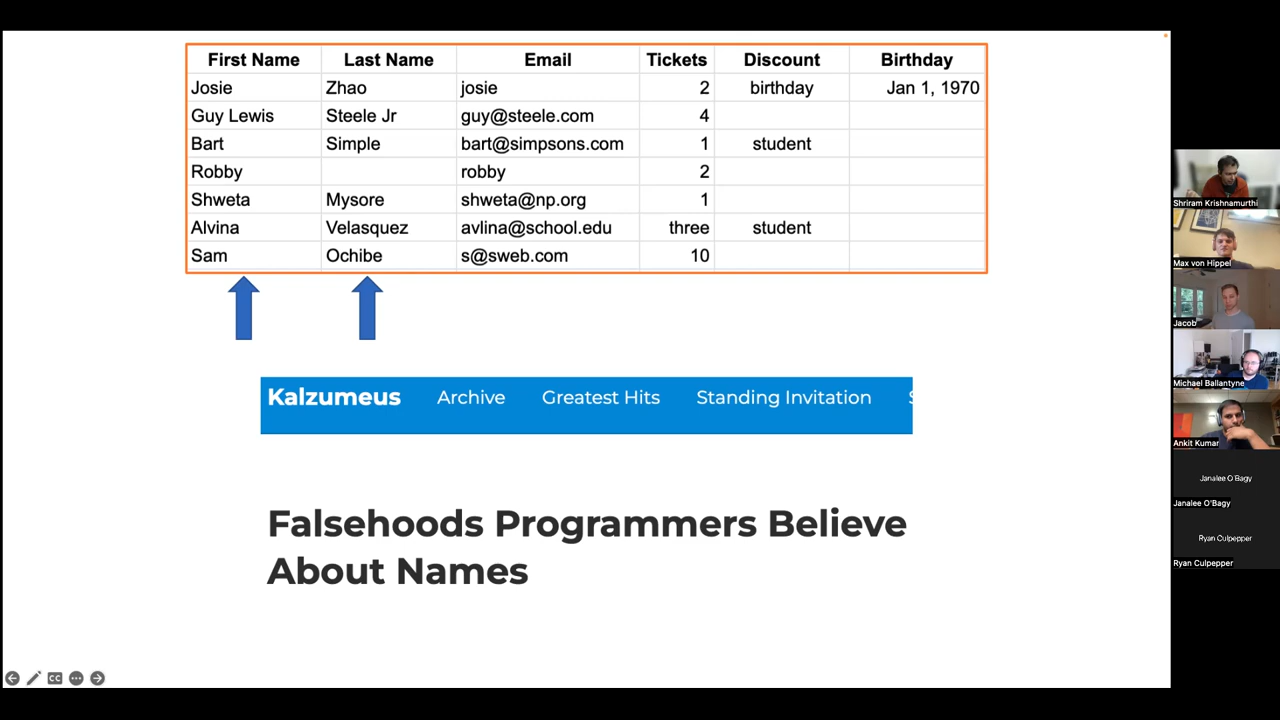 First Name Last Name Email Tickets Discount Birthday
Josie Zhao josie 2 birthday Jan 1, 1970
Guy Lewis Steele Jr guy@steele.com 4
Bart Simple bart@simpsons.com 1 student
Robby robby 2
Shweta Mysore shweta@np.org 1
Alvina Velasquez avlina@school.edu three student
Sam Ochibe s@sweb.com 10
Kalzumeus Archive Greatest Hits Standing Invitation
Falsehoods Programmers Believe
About Names
CC
Shriram Krishnamurthi
Max von Hippel
Jacob
Michael Ballantyne
Ankit Kumar
Janalee O'Bagy
Janalee O'Bagy
Ryan Culpepper
Ryan Culpepper